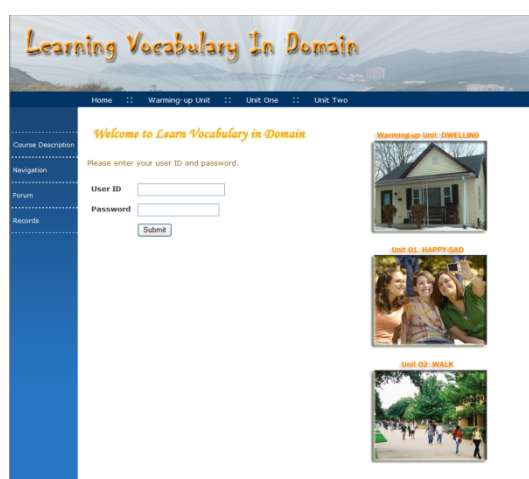 Learning Vocabulary In Domain
Home :: Warming-up Unit :: Unit One :: Unit Two
Course Description
Navigation
Forum
Records
Welcome to Learn Vocabulary in Domain
Please enter your user ID and password.
User ID
Password
Submit
Warming-up Unit: DWELLING
Unit 01: HAPPY-SAD
Unit 02: WALK